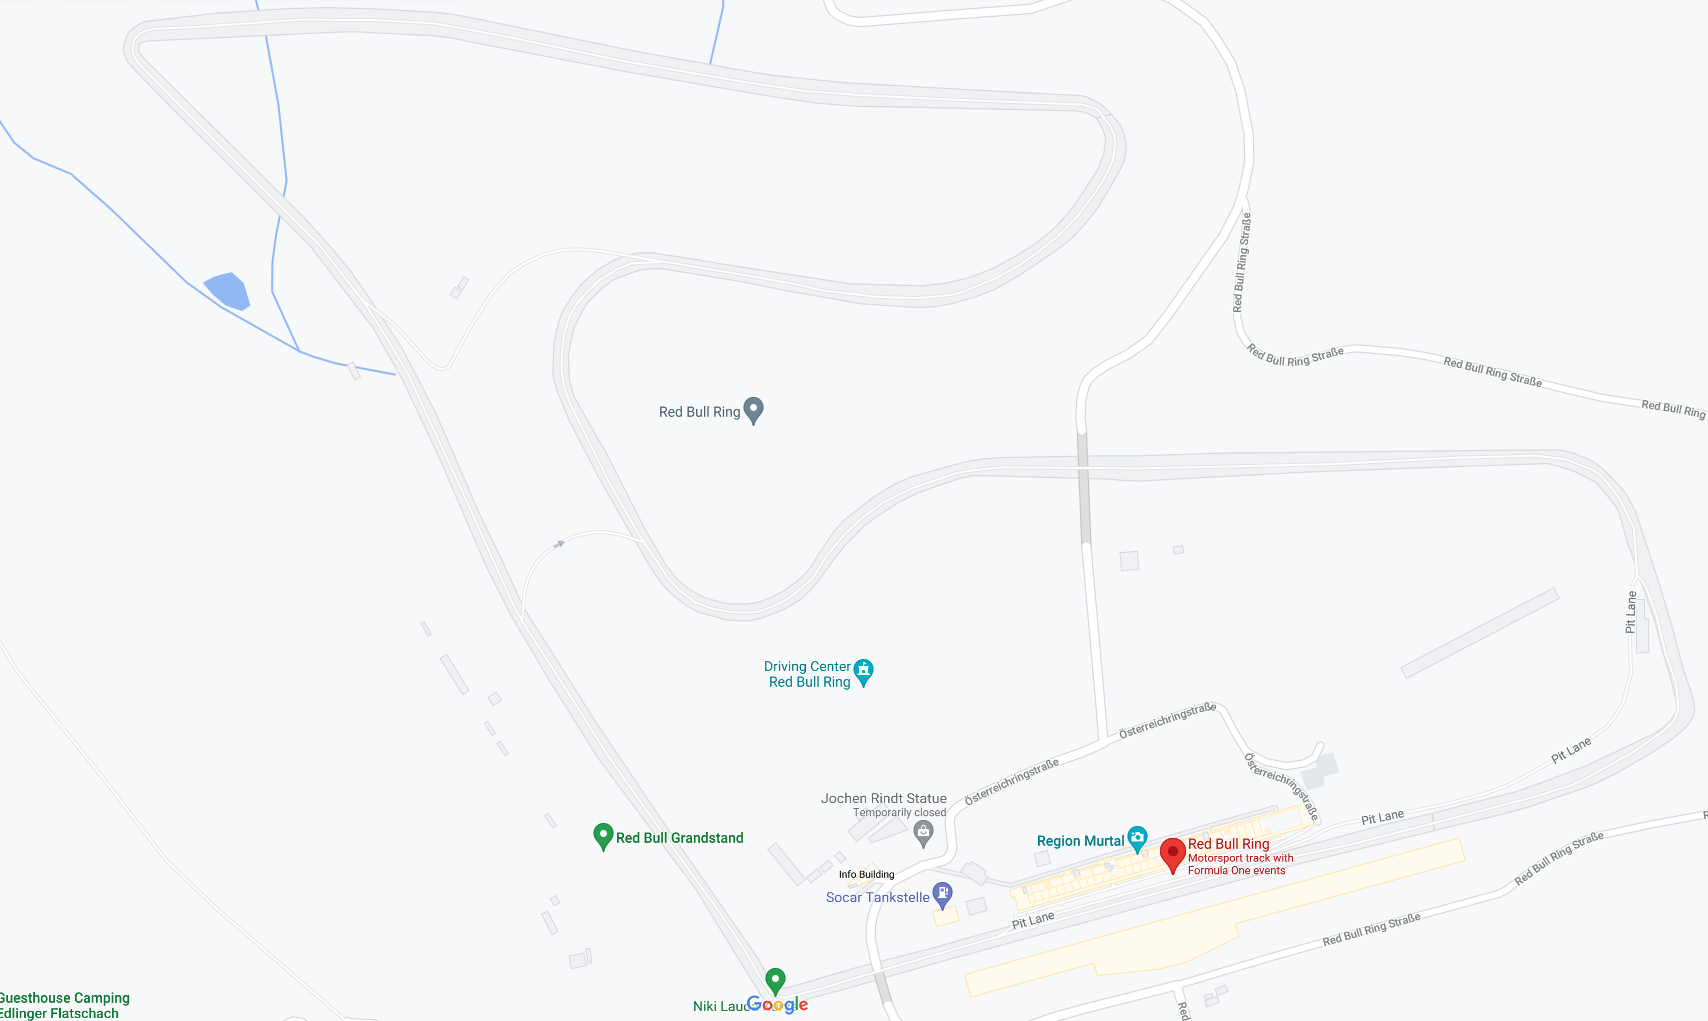 Red Bull Ring Straße
Red Bull Ring Straße
Red Bull Ring Straße
Red Bull Ring
Red Bull Ring
Pit Lane
Driving Center
Red Bull Ring
Österreichringstraße
Pit Lane
Österreichringstraße
Österreichringstraße
Jochen Rindt Statue
Temporarily closed
Pit Lane
Red Bull Grandstand
Region Murtal
Red Bull Ring
Motorsport track with
Formula One events
Red Bull Ring Straße
Info Building
Socar Tankstelle
Pit Lane
Red Bull Ring Straße
Guesthouse Camping
Edlinger Flatschach
Niki Laud
Google
Red